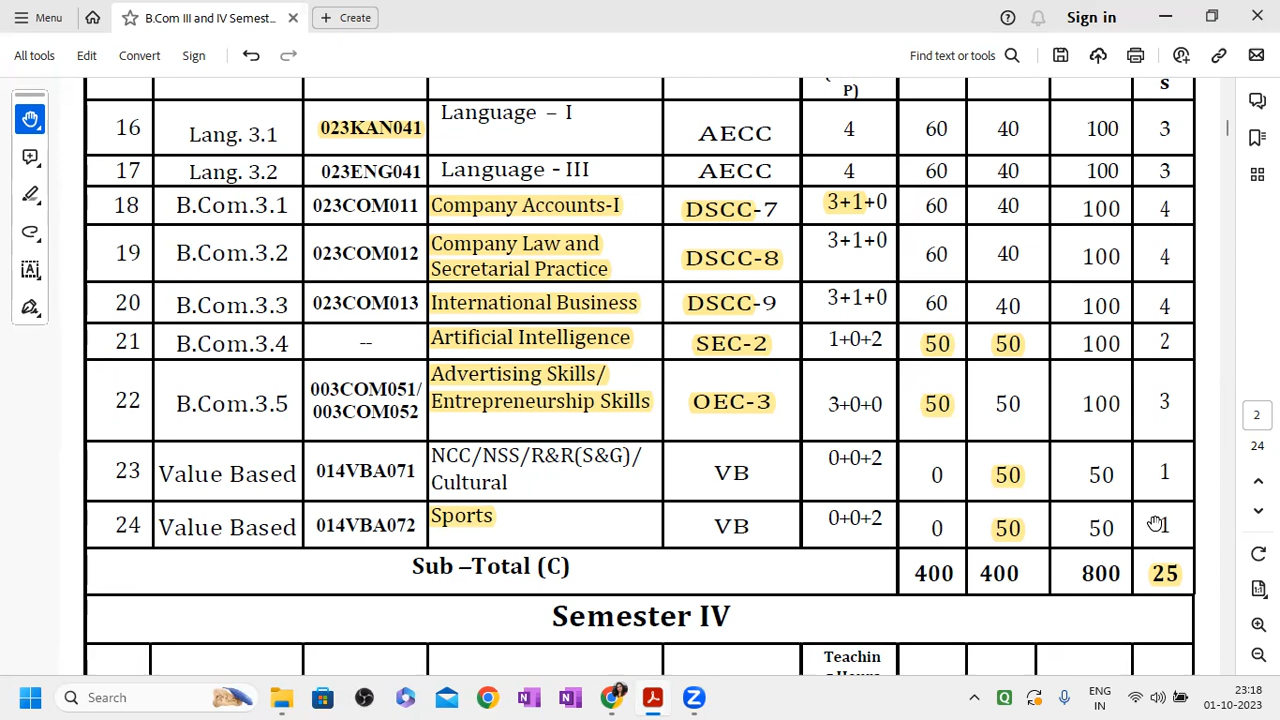 Menu
B.Com III and IV Semest...
Create
Sign in
All tools
Edit
Convert
Sign
Find text or tools
P)
s
16 Lang. 3.1 023KAN041 Language – I AECC 4 60 40 100 3
17 Lang. 3.2 023ENG041 Language - III AECC 4 60 40 100 3
18 B.Com.3.1 023COM011 Company Accounts-I DSCC-7 3+1+0 60 40 100 4
19 B.Com.3.2 023COM012 Company Law and
Secretarial Practice DSCC-8 3+1+0 60 40 100 4
20 B.Com.3.3 023COM013 International Business DSCC-9 3+1+0 60 40 100 4
21 B.Com.3.4 -- Artificial Intelligence SEC-2 1+0+2 50 50 100 2
22 B.Com.3.5 003COM051/
003COM052 Advertising Skills/
Entrepreneurship Skills OEC-3 3+0+0 50 50 100 3
23 Value Based 014VBA071 NCC/NSS/R&R(S&G)/
Cultural VB 0+0+2 0 50 50 1
24 Value Based 014VBA072 Sports VB 0+0+2 0 50 50 1
Sub –Total (C) 400 400 800 25
Semester IV
Teachin
2
24
Search
ENG
IN
23:18
01-10-2023